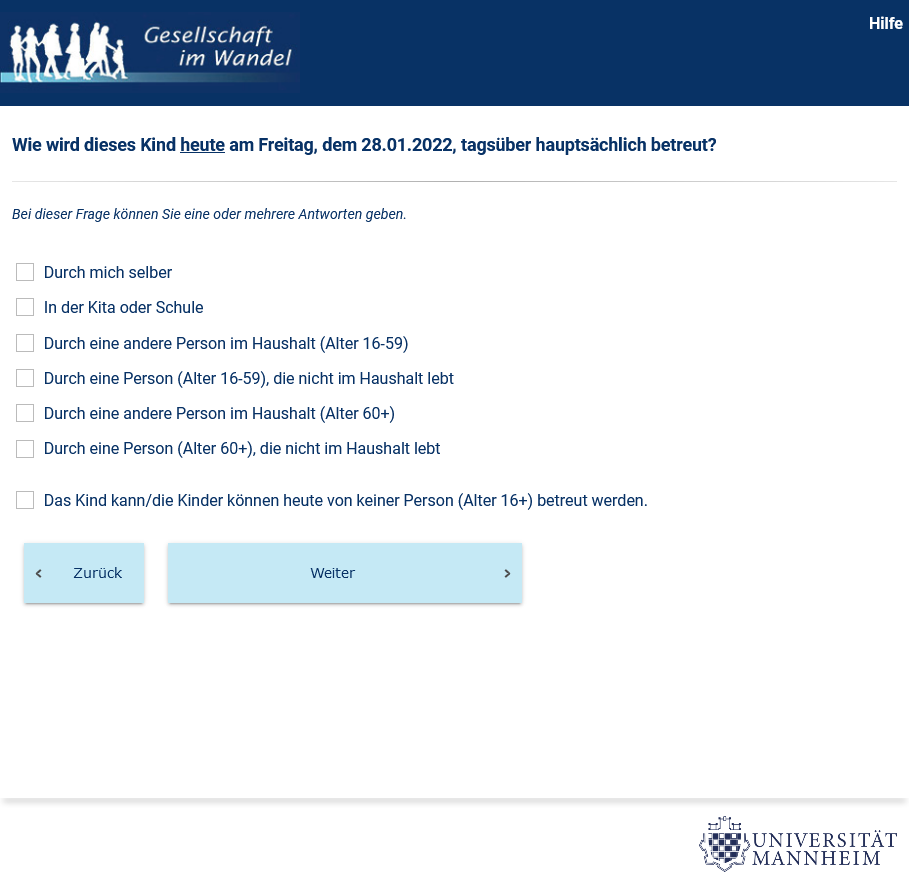 Gesellschaft
im Wandel
Hilfe
Wie wird dieses Kind heute am Freitag, dem 28.01.2022, tagsüber hauptsächlich betreut?
Bei dieser Frage können Sie eine oder mehrere Antworten geben.
Durch mich selber
In der Kita oder Schule
Durch eine andere Person im Haushalt (Alter 16-59)
Durch eine Person (Alter 16-59), die nicht im Haushalt lebt
Durch eine andere Person im Haushalt (Alter 60+)
Durch eine Person (Alter 60+), die nicht im Haushalt lebt
Das Kind kann/die Kinder können heute von keiner Person (Alter 16+) betreut werden.
Zurück
Weiter
UNIVERSITÄT
MANNHEIM